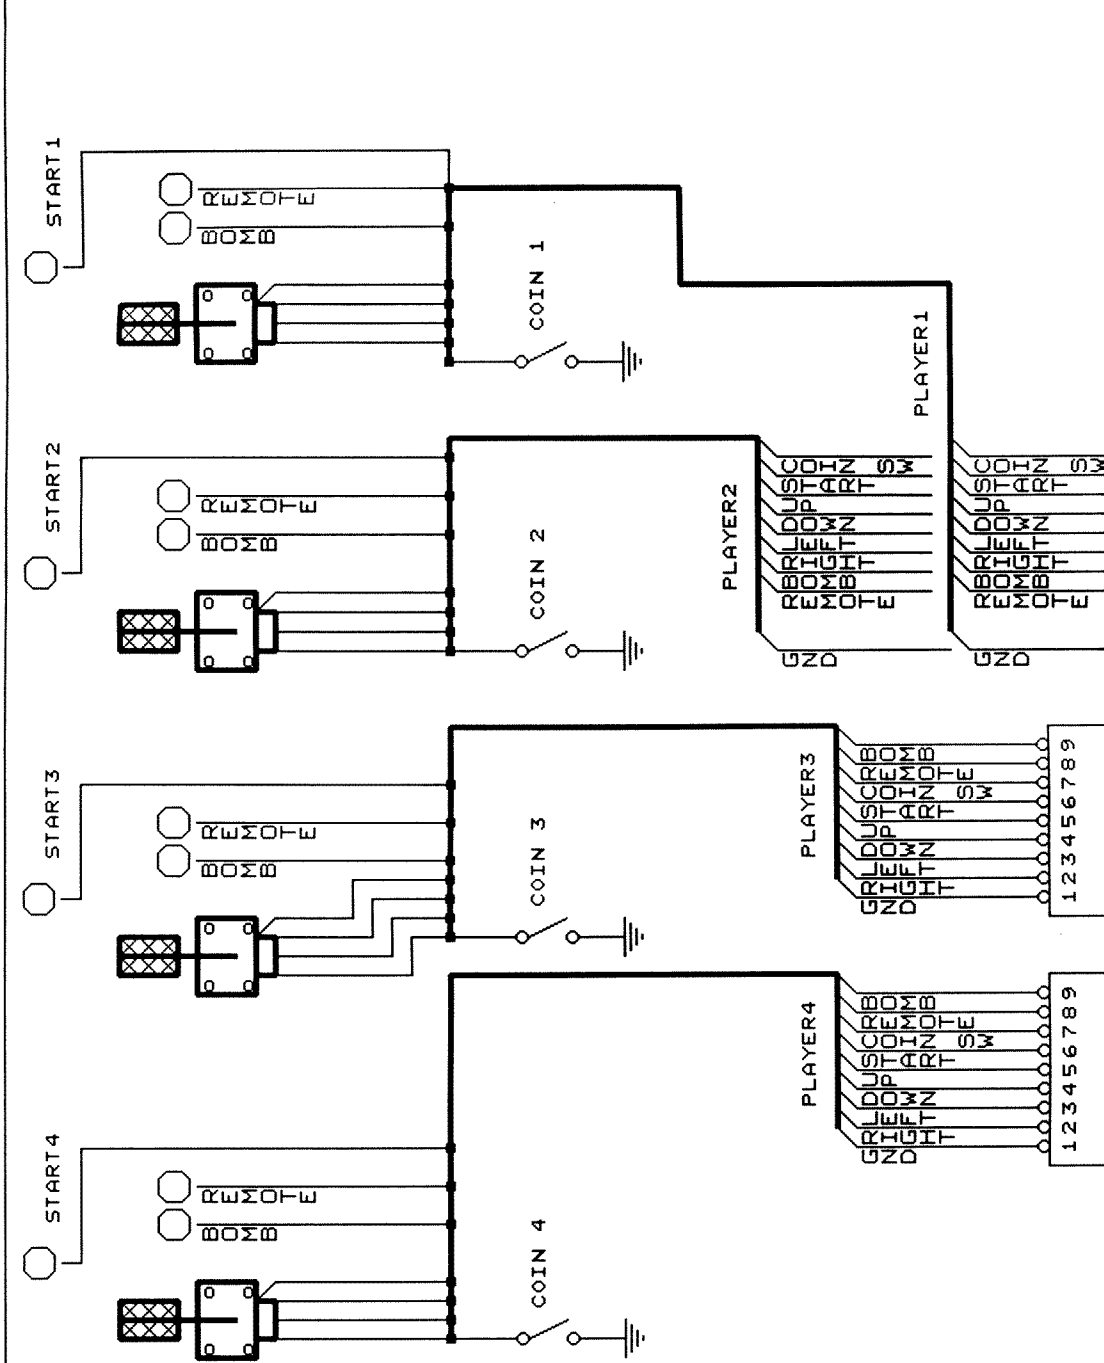 START1
REMOTE
BOMB
COIN 1
PLAYER1
COIN SW
START
UP
DOWN
LEFT
RIGHT
BOMB
REMOTE
GND
START2
REMOTE
BOMB
COIN 2
PLAYER2
COIN SW
START
UP
DOWN
LEFT
RIGHT
BOMB
REMOTE
GND
START3
REMOTE
BOMB
COIN 3
PLAYER3
BOMB
REMOTE
COIN SW
START
UP
DOWN
LEFT
RIGHT
GND
1 2 3 4 5 6 7 8 9
START4
REMOTE
BOMB
COIN 4
PLAYER4
BOMB
REMOTE
COIN SW
START
UP
DOWN
LEFT
RIGHT
GND
1 2 3 4 5 6 7 8 9